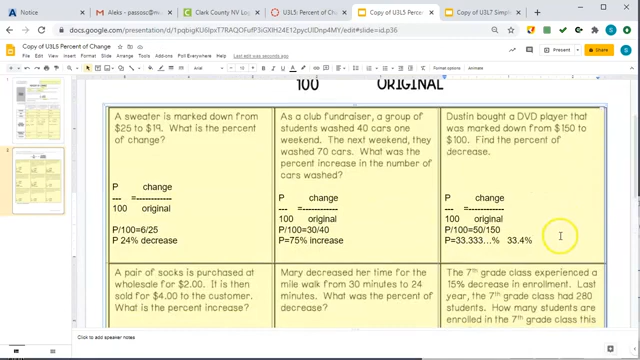 Notice
Aleks - passosc@
Clark County NV Log
U3L5 Percent of Change
Copy of U3L5 Percent
Copy of U3L7 Simple
Copy of U3L5 Percent of Change
File Edit View Insert Format Slide Arrange Tools Add-ons Help
Last edit was seconds ago
Present
Share
Arial
Format options
Animate
100 ORIGINAL
A sweater is marked down from
$25 to $19. What is the percent
of change?
P change
--- =------------
100 original
P/100=6/25
P 24% decrease
As a club fundraiser, a group of
students washed 40 cars one
weekend. The next weekend, they
washed 70 cars. What was the
percent increase in the number of
cars washed?
P change
--- =------------
100 original
P/100=30/40
P=75% increase
Dustin bought a DVD player
that was marked down from $150 to
$100. Find the percent of
decrease.
P change
--- =------------
100 original
P/100=50/150
P=33.333...% 33.4%
A pair of socks is purchased at
wholesale for $2.00. It is then
sold for $4.00 to the customer.
What is the percent increase?
Mary decreased her time for the
mile walk from 30 minutes to 24
minutes. What was the percent of
decrease?
The 7th grade class experienced a
15% decrease in enrollment. Last
year, the 7th grade class had 280
students. How many students
are enrolled in the 7th grade class this
Click to add speaker notes